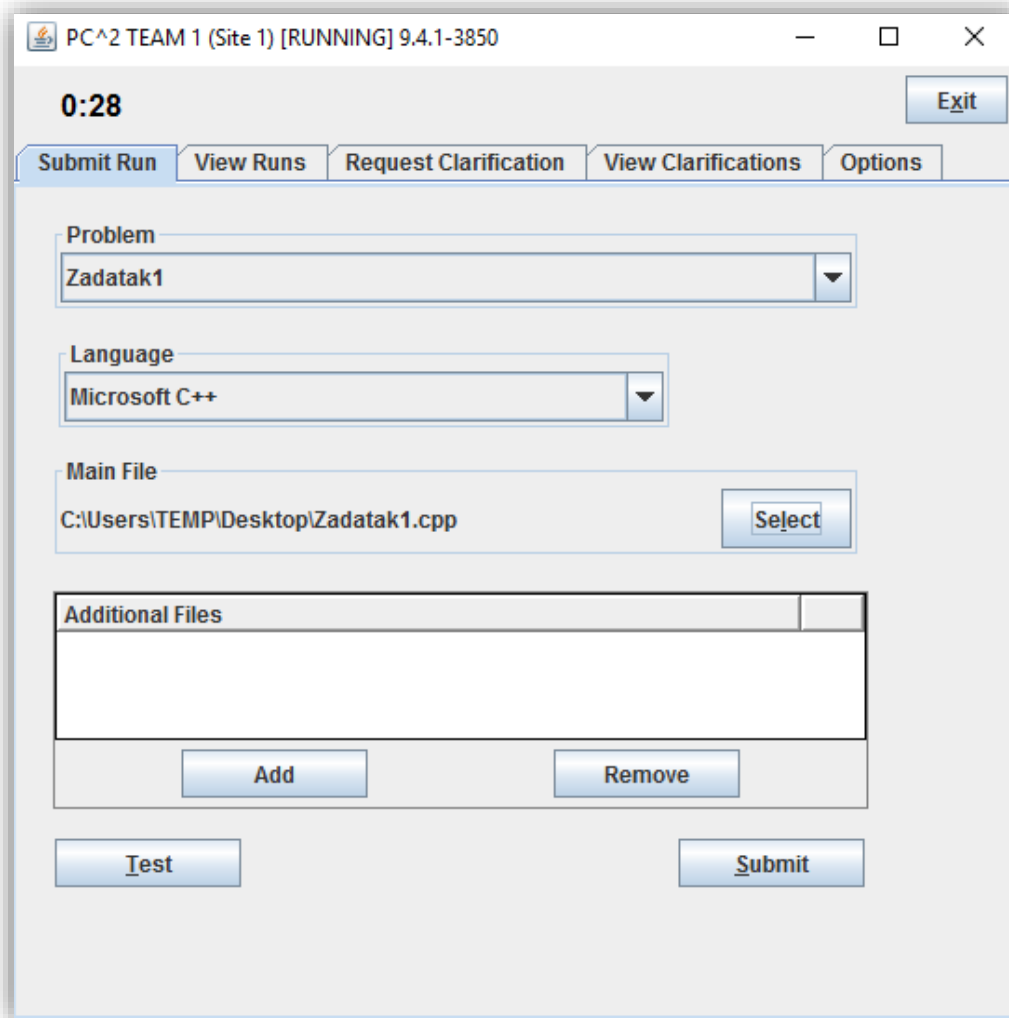 PC^2 TEAM 1 (Site 1) [RUNNING] 9.4.1-3850
0:28
Exit
Submit Run View Runs Request Clarification View Clarifications Options
Problem
Zadatak1
Language
Microsoft C++
Main File
C:\Users\TEMP\Desktop\Zadatak1.cpp
Select
Additional Files
Add Remove
Test Submit